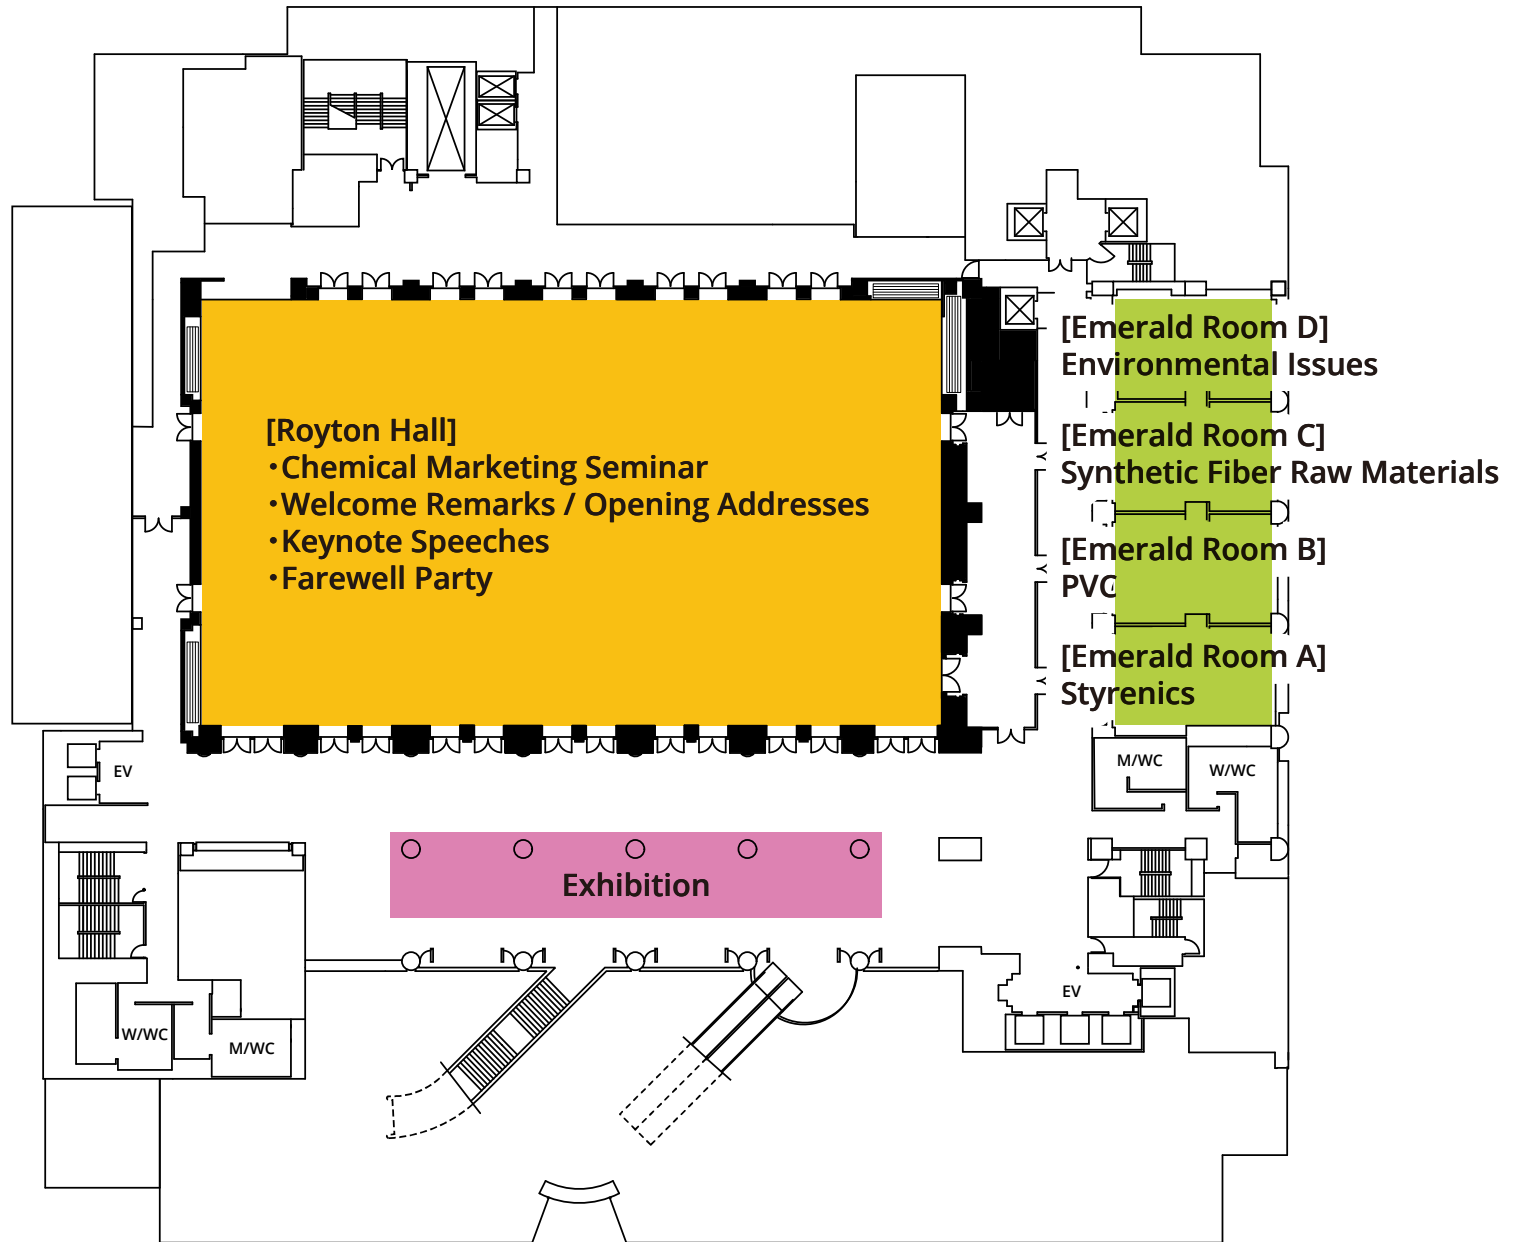 [Emerald Room D]
Environmental Issues
[Royton Hall]
・Chemical Marketing Seminar
・Welcome Remarks / Opening Addresses
・Keynote Speeches
・Farewell Party
[Emerald Room C]
Synthetic Fiber Raw Materials
[Emerald Room B]
PVC
[Emerald Room A]
Styrenics
EV
M/WC
W/WC
Exhibition
EV
W/WC
M/WC